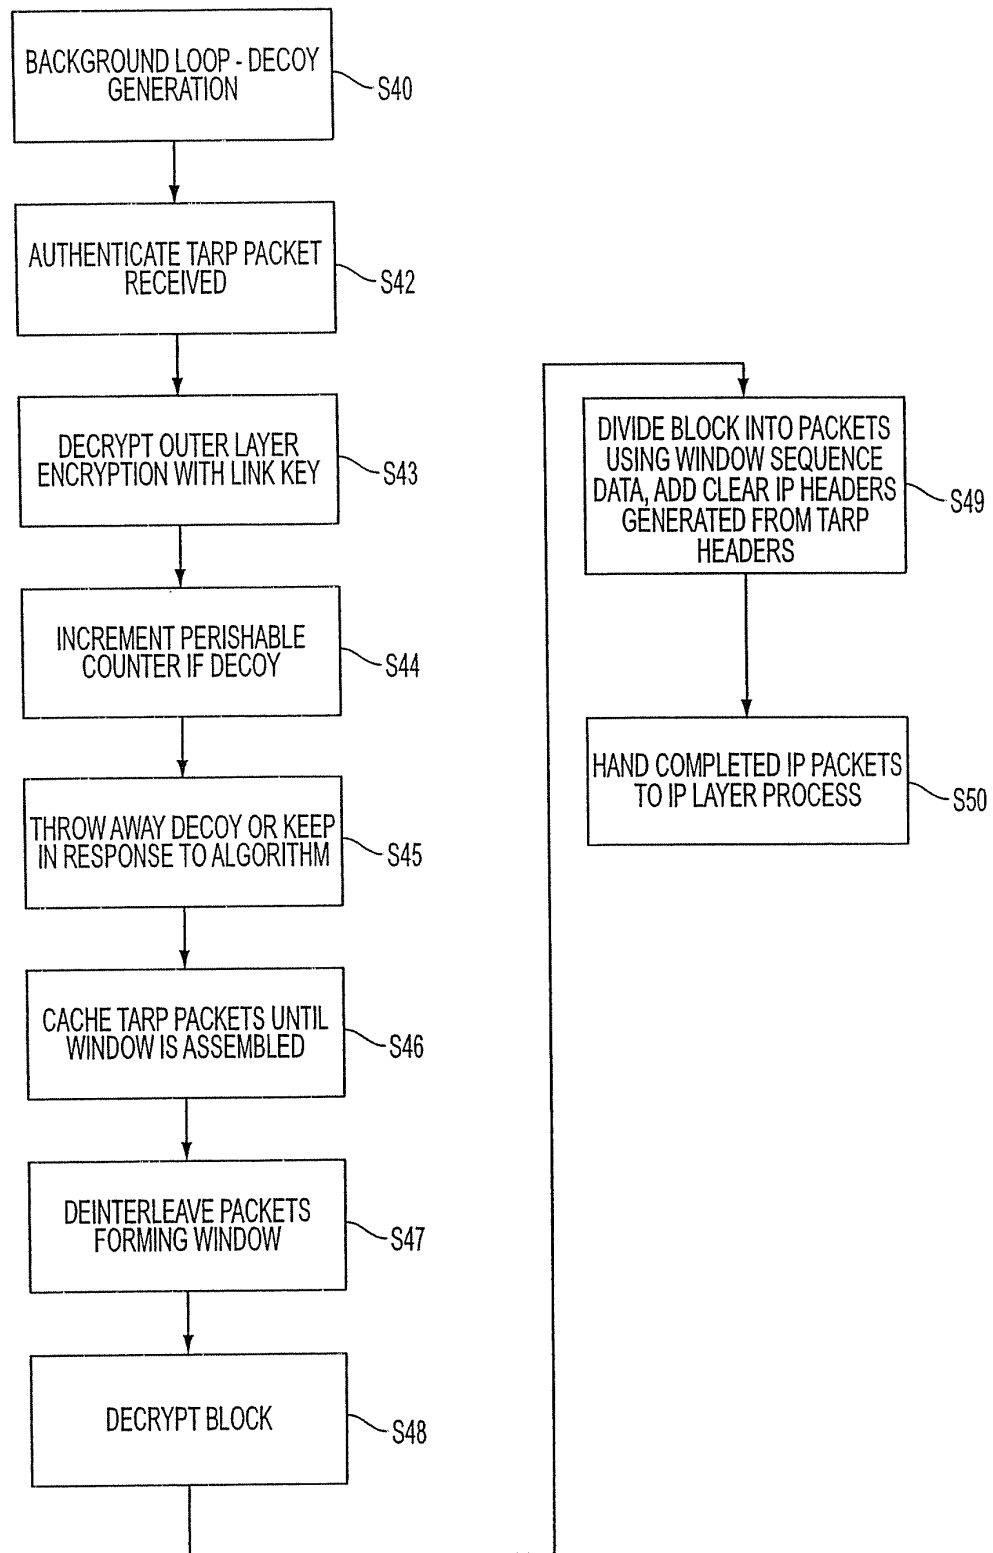 BACKGROUND LOOP - DECOY
GENERATION
S40
AUTHENTICATE TARP PACKET
RECEIVED
S42
DECRYPT OUTER LAYER
ENCRYPTION WITH LINK KEY
S43
INCREMENT PERISHABLE
COUNTER IF DECOY
S44
THROW AWAY DECOY OR KEEP
IN RESPONSE TO ALGORITHM
S45
CACHE TARP PACKETS UNTIL
WINDOW IS ASSEMBLED
S46
DEINTERLEAVE PACKETS
FORMING WINDOW
S47
DECRYPT BLOCK
S48
DIVIDE BLOCK INTO PACKETS
USING WINDOW SEQUENCE
DATA, ADD CLEAR IP HEADERS
GENERATED FROM TARP
HEADERS
S49
HAND COMPLETED IP PACKETS
TO IP LAYER PROCESS
S50